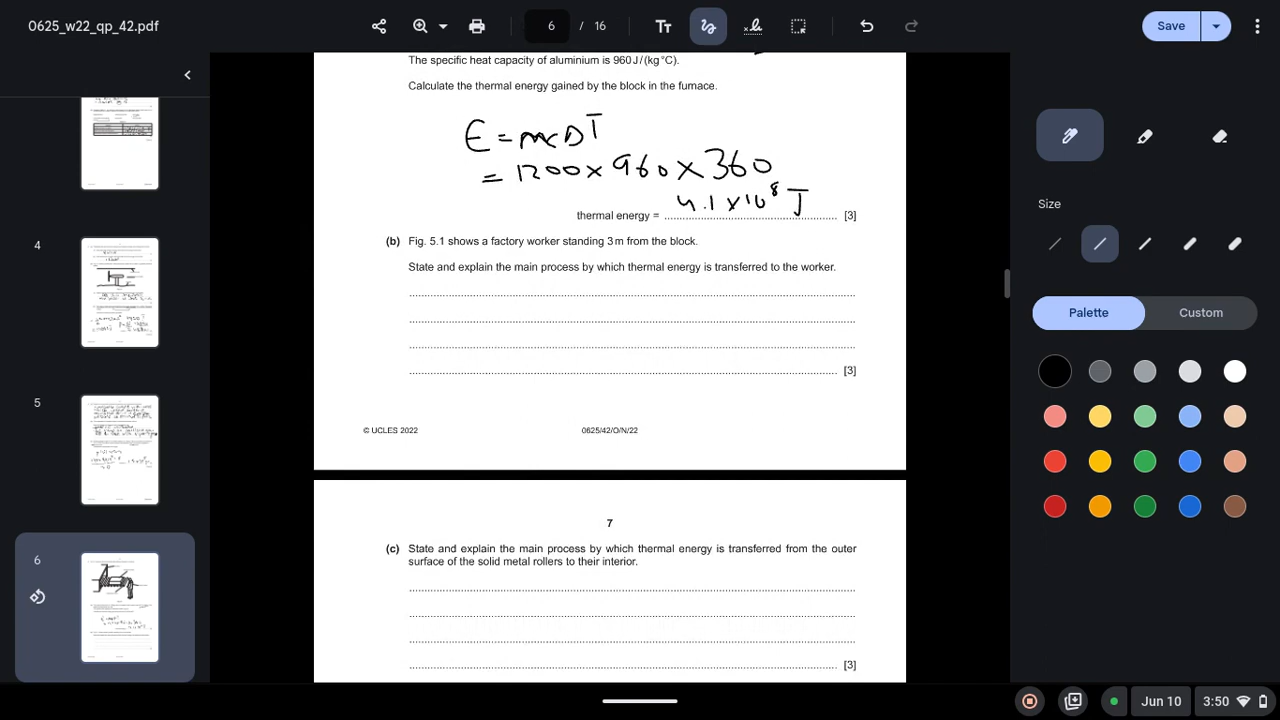 0625_w22_qp_42.pdf
6 / 16
Save
The specific heat capacity of aluminium is 960 J/(kg °C).
Calculate the thermal energy gained by the block in the furnace.
E = mcDT
= 1200 x 960 x 360
4.1 x 10⁸ J
thermal energy = ................................................ [3]
(b) Fig. 5.1 shows a factory worker standing 3 m from the block.
State and explain the main process by which thermal energy is transferred to the worker.
[3]
© UCLES 2022
0625/42/O/N/22
7
(c) State and explain the main process by which thermal energy is transferred from the outer
surface of the solid metal rollers to their interior.
[3]
4
5
6
Size
Palette
Custom
Jun 10
3:50